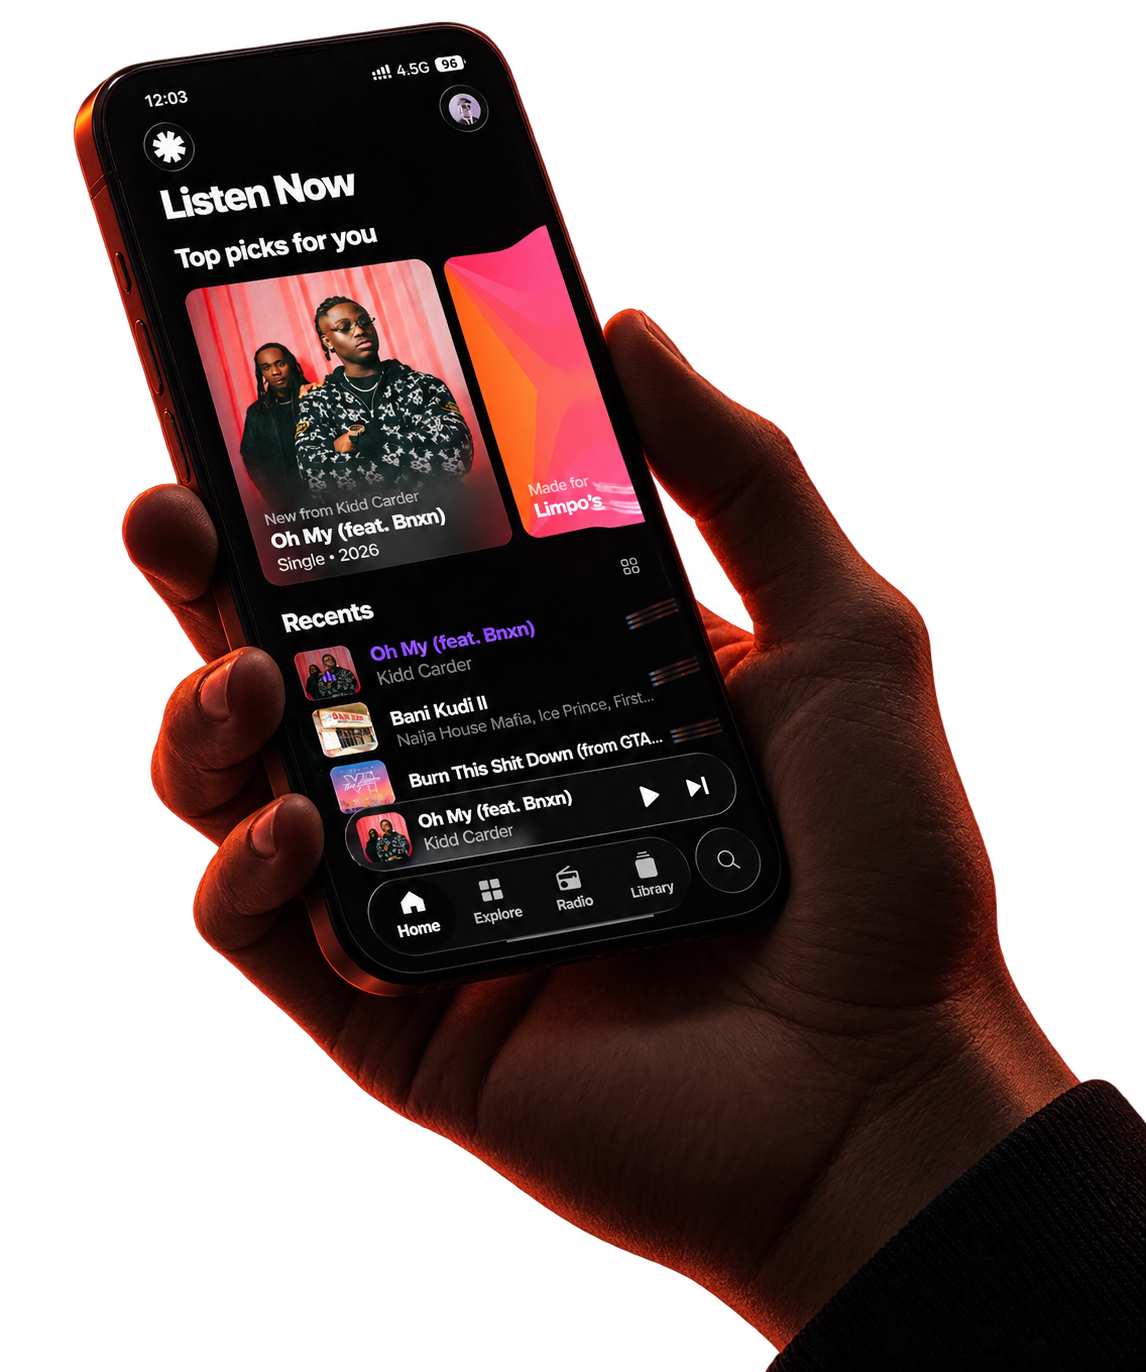 12:03
4.5G 96
Listen Now
Top picks for you
New from Kidd Carder
Oh My (feat. Bnxn)
Single • 2026
Made for
Limpo's
Recents
Oh My (feat. Bnxn)
Kidd Carder
Bani Kudi II
Naija House Mafia, Ice Prince, First...
Burn This Shit Down (from GTA...
Oh My (feat. Bnxn)
Kidd Carder
Home
Explore
Radio
Library